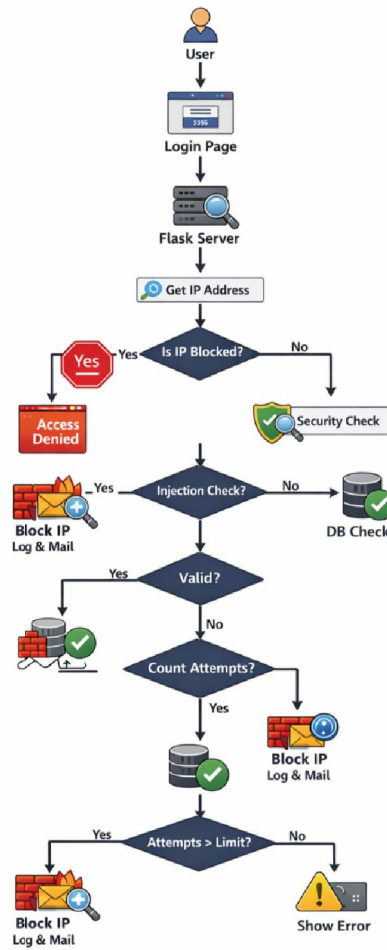 User
Login Page
Flask Server
Get IP Address
Is IP Blocked?
Yes
Yes
No
Access
Denied
Security Check
Injection Check?
Yes
No
Block IP
Log & Mail
DB Check
Valid?
Yes
No
Count Attempts?
Yes
Block IP
Log & Mail
Attempts > Limit?
Yes
No
Block IP
Log & Mail
Show Error